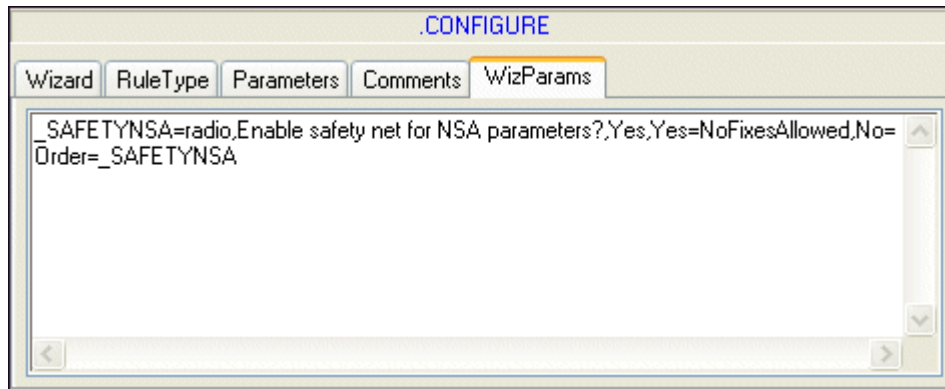 .CONFIGURE
Wizard RuleType Parameters Comments WizParams
_SAFETYNSA=radio,Enable safety net for NSA parameters?,Yes,Yes=NoFixesAllowed,No=
Order=_SAFETYNSA